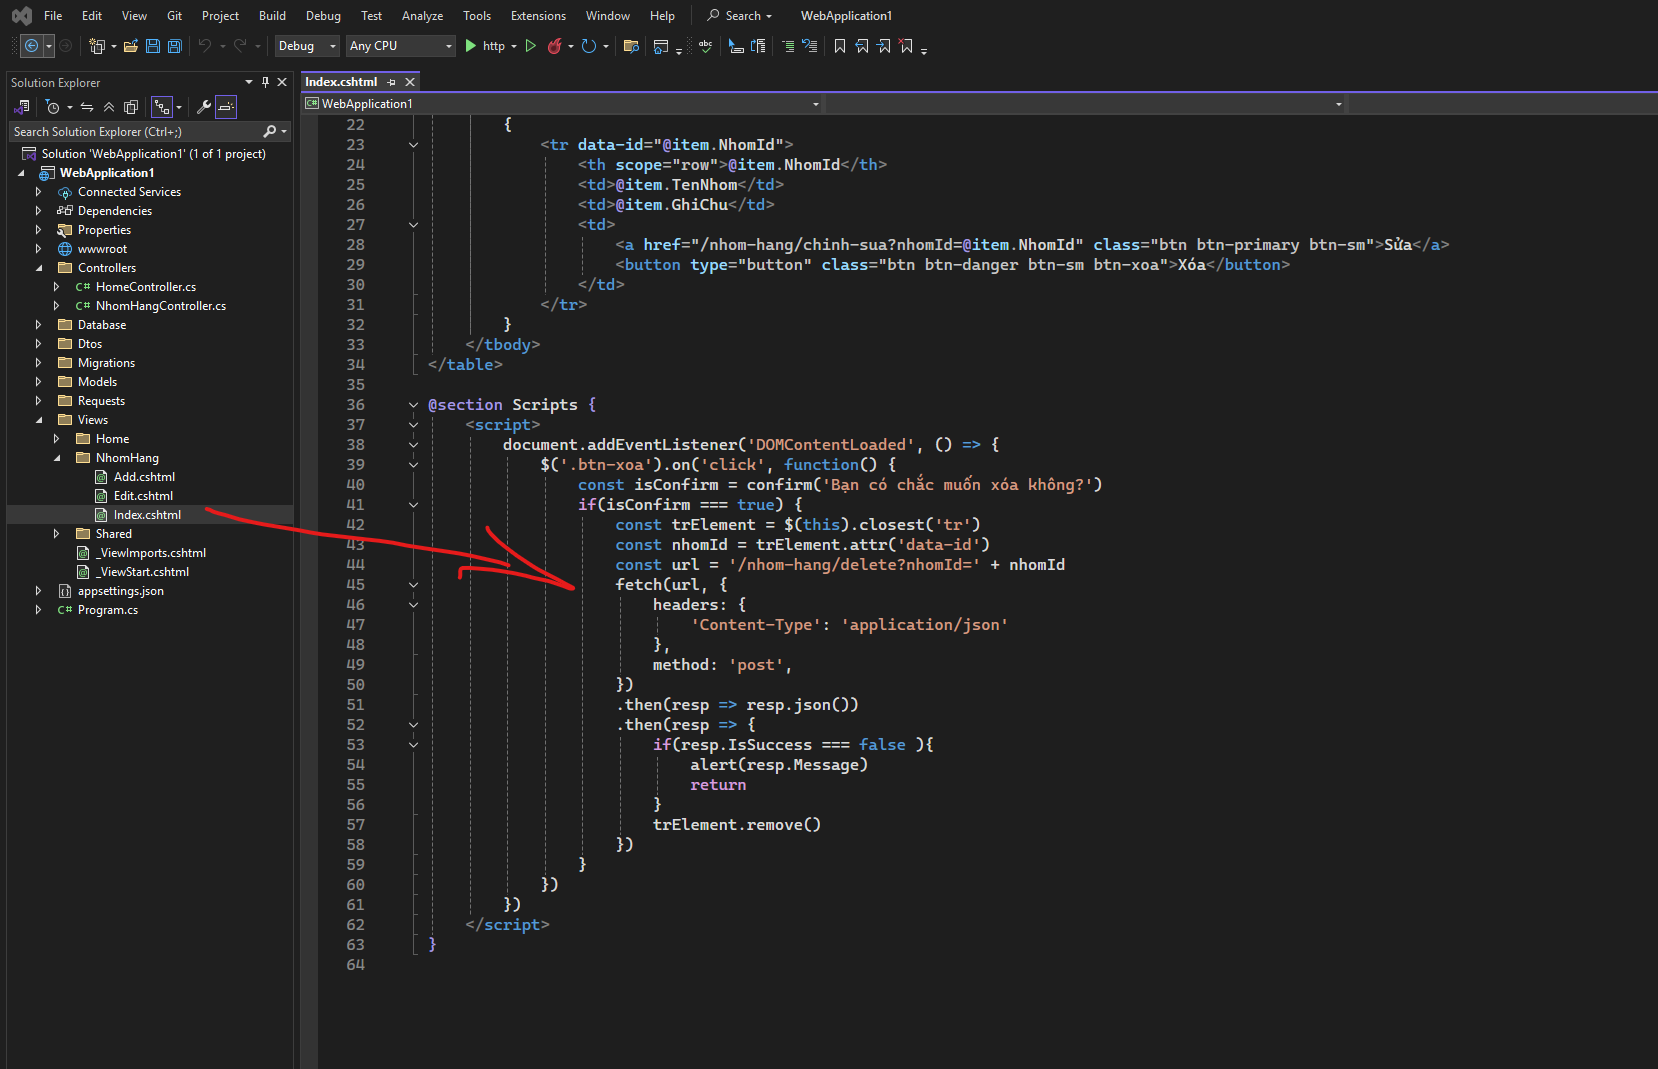 File Edit View Git Project Build Debug Test Analyze Tools Extensions Window Help Search WebApplication1
Debug Any CPU http
Solution Explorer
Search Solution Explorer (Ctrl+;)
Solution 'WebApplication1' (1 of 1 project)
WebApplication1
Connected Services
Dependencies
Properties
wwwroot
Controllers
C# HomeController.cs
C# NhomHangController.cs
Database
Dtos
Migrations
Models
Requests
Views
Home
NhomHang
Add.cshtml
Edit.cshtml
Index.cshtml
Shared
_ViewImports.cshtml
_ViewStart.cshtml
appsettings.json
C# Program.cs
Index.cshtml
C# WebApplication1
22 {
23 <tr data-id="@item.NhomId">
24 <th scope="row">@item.NhomId</th>
25 <td>@item.TenNhom</td>
26 <td>@item.GhiChu</td>
27 <td>
28 <a href="/nhom-hang/chinh-sua?nhomId=@item.NhomId" class="btn btn-primary btn-sm">Sửa</a>
29 <button type="button" class="btn btn-danger btn-sm btn-xoa">Xóa</button>
30 </td>
31 </tr>
32 }
33 </tbody>
34 </table>
35
36 @section Scripts {
37 <script>
38 document.addEventListener('DOMContentLoaded', () => {
39 $('.btn-xoa').on('click', function() {
40 const isConfirm = confirm('Bạn có chắc muốn xóa không?')
41 if(isConfirm === true) {
42 const trElement = $(this).closest('tr')
43 const nhomId = trElement.attr('data-id')
44 const url = '/nhom-hang/delete?nhomId=' + nhomId
45 fetch(url, {
46 headers: {
47 'Content-Type': 'application/json'
48 },
49 method: 'post',
50 })
51 .then(resp => resp.json())
52 .then(resp => {
53 if(resp.IsSuccess === false ){
54 alert(resp.Message)
55 return
56 }
57 trElement.remove()
58 })
59 }
60 })
61 })
62 </script>
63 }
64